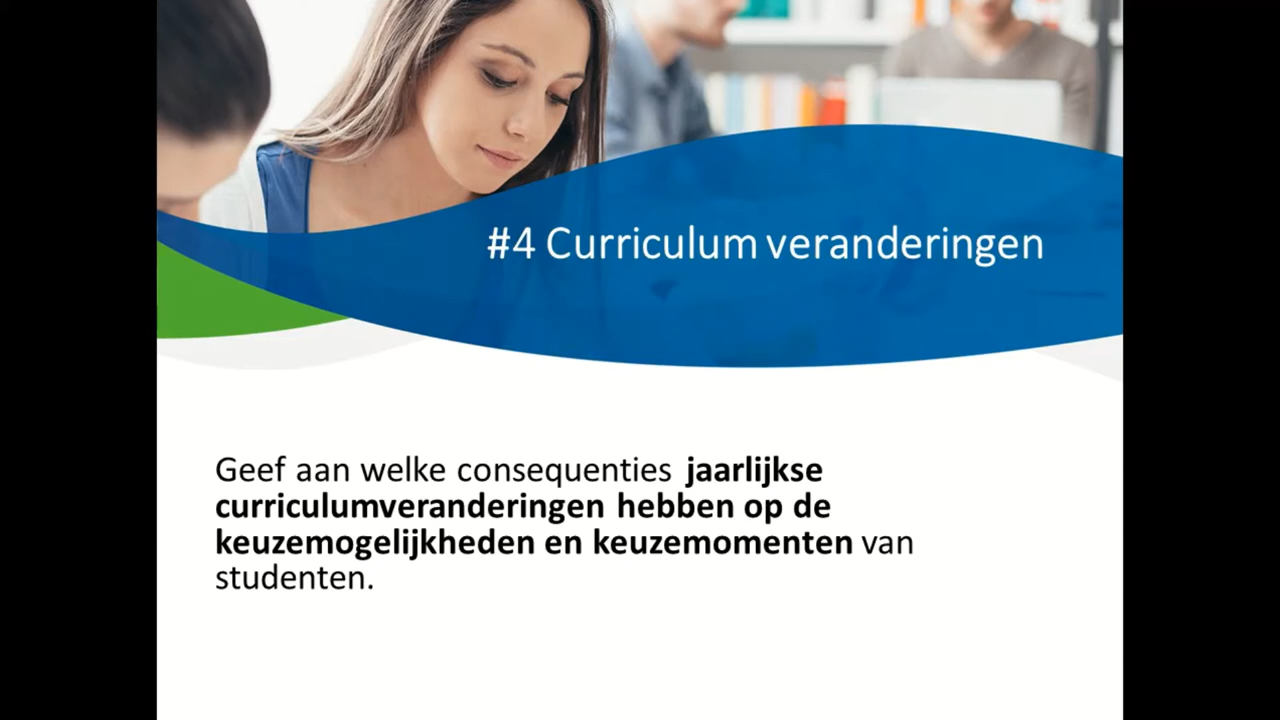 #4 Curriculum veranderingen
Geef aan welke consequenties jaarlijkse
curriculumveranderingen hebben op de
keuzemogelijkheden en keuzemomenten van
studenten.